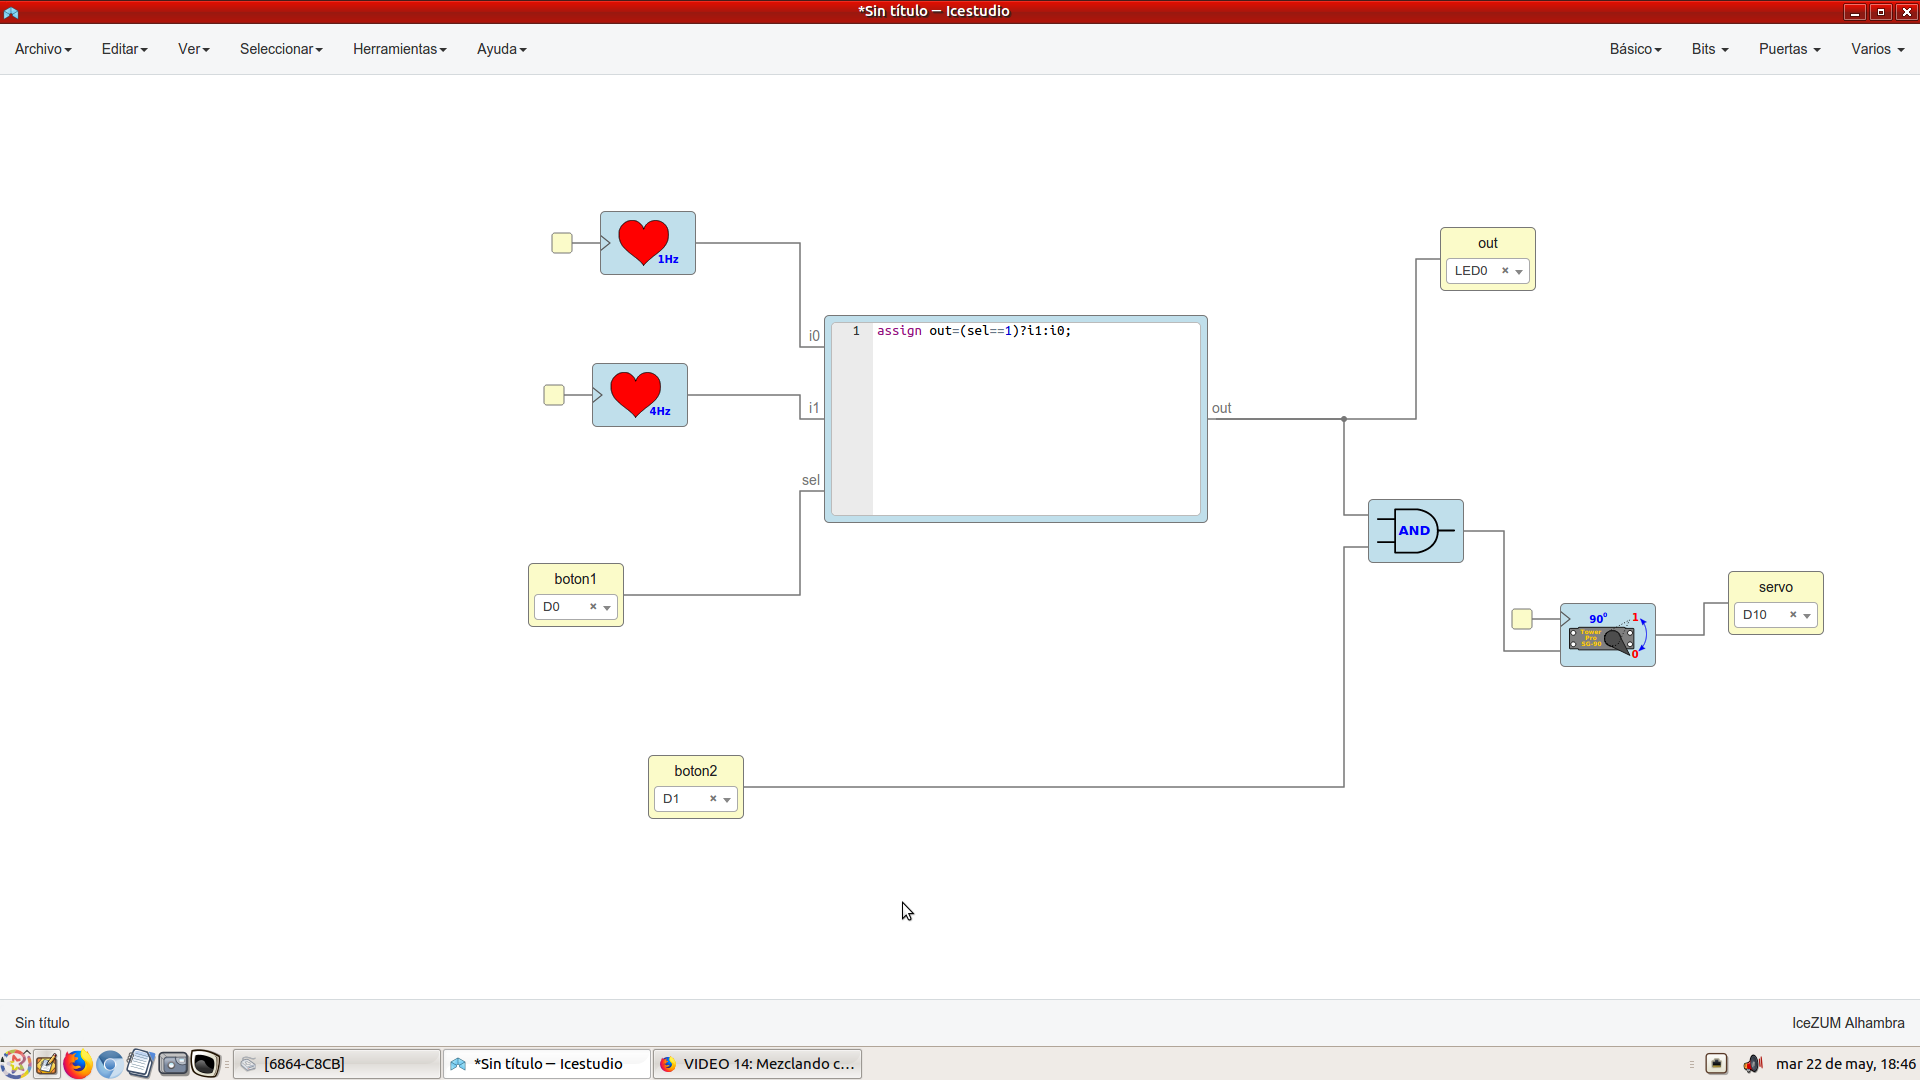 *Sin título — Icestudio
Archivo Editar Ver Seleccionar Herramientas Ayuda Básico Bits Puertas Varios
1Hz
out
LED0 ×
i0
1 assign out=(sel==1)?i1:i0;
4Hz
i1
out
sel
AND
boton1
D0 ×
90º 1
Tower
Pro
SG-90
0
servo
D10 ×
boton2
D1 ×
Sin título IceZUM Alhambra
[6864-C8CB] *Sin título — Icestudio VIDEO 14: Mezclando c... mar 22 de may, 18:46